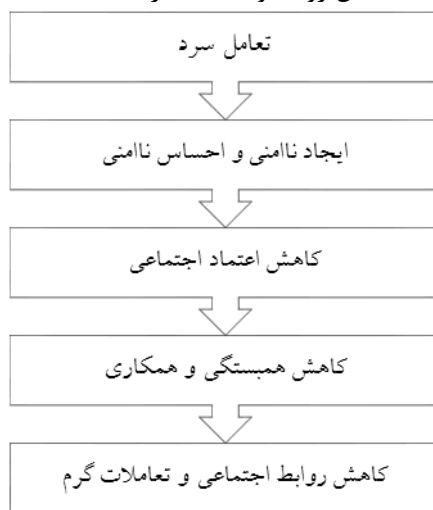 تعامل سرد
ایجاد ناامنی و احساس ناامنی
کاهش اعتماد اجتماعی
کاهش همبستگی و همکاری
کاهش روابط اجتماعی و تعاملات گرم